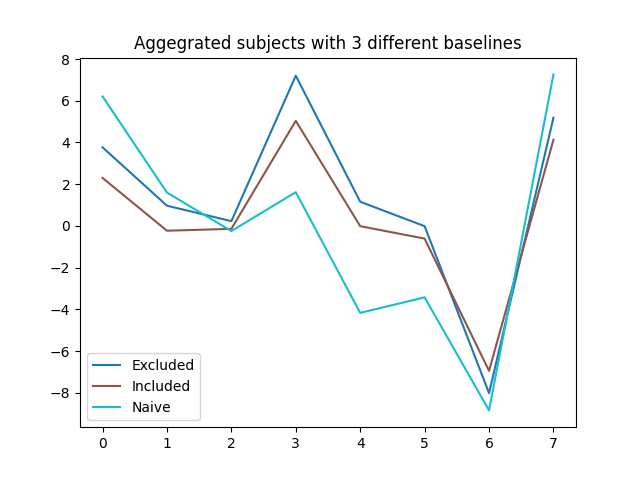 Aggegrated subjects with 3 different baselines
8
6
4
2
0
−2
−4
−6
−8
Excluded
Included
Naive
0 1 2 3 4 5 6 7